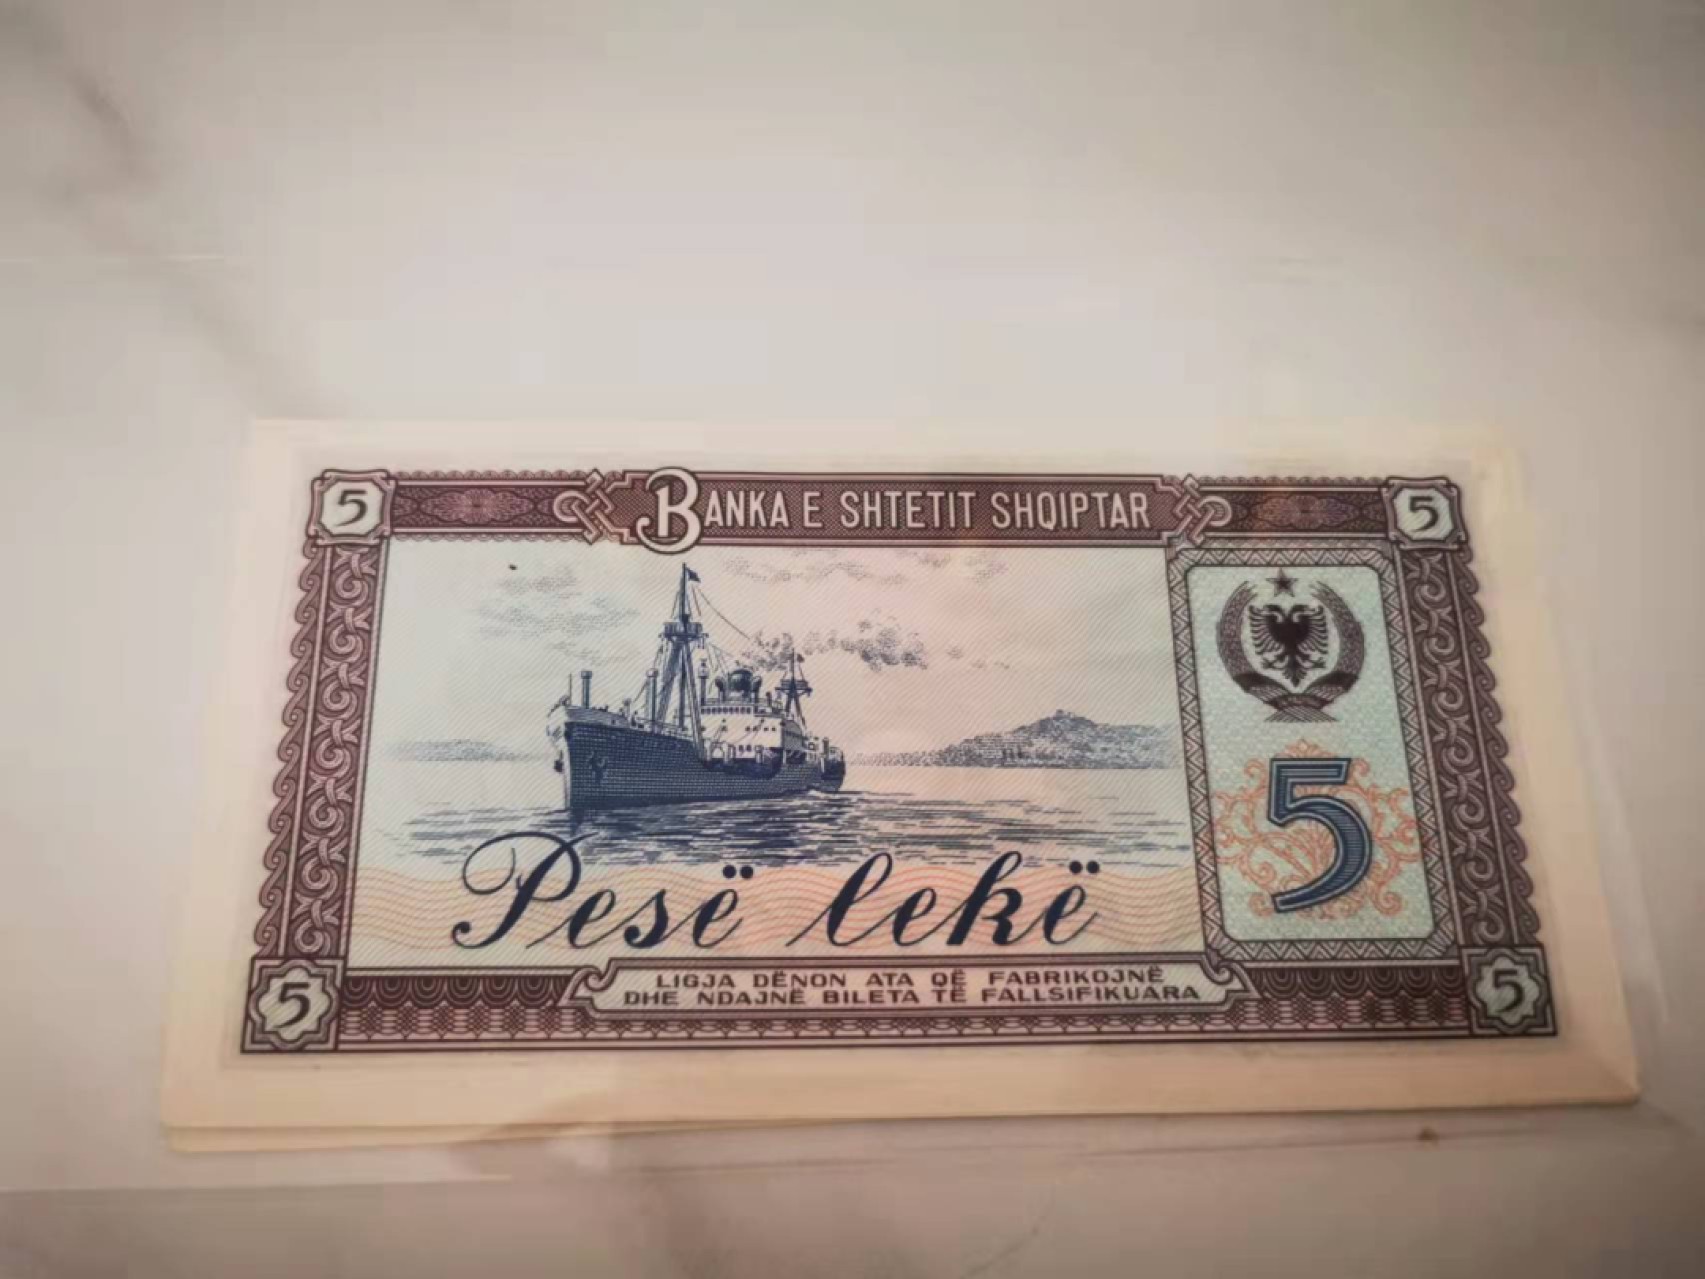 5 BANKA E SHTETIT SHQIPTAR 5
5
Pesë lekë
5 LIGJA DËNON ATA QË FABRIKOJNË 5
DHE NDAJNË BILETA TË FALLSIFIKUARA